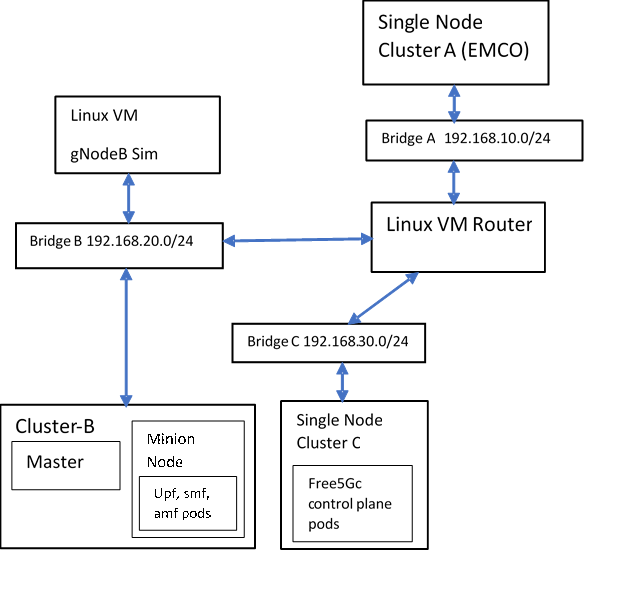 Single Node
Cluster A (EMCO)
Linux VM
gNodeB Sim
Bridge A 192.168.10.0/24
Linux VM Router
Bridge B 192.168.20.0/24
Bridge C 192.168.30.0/24
Cluster-B
Master
Minion
Node
Upf, smf,
amf pods
Single Node
Cluster C
Free5Gc
control plane
pods